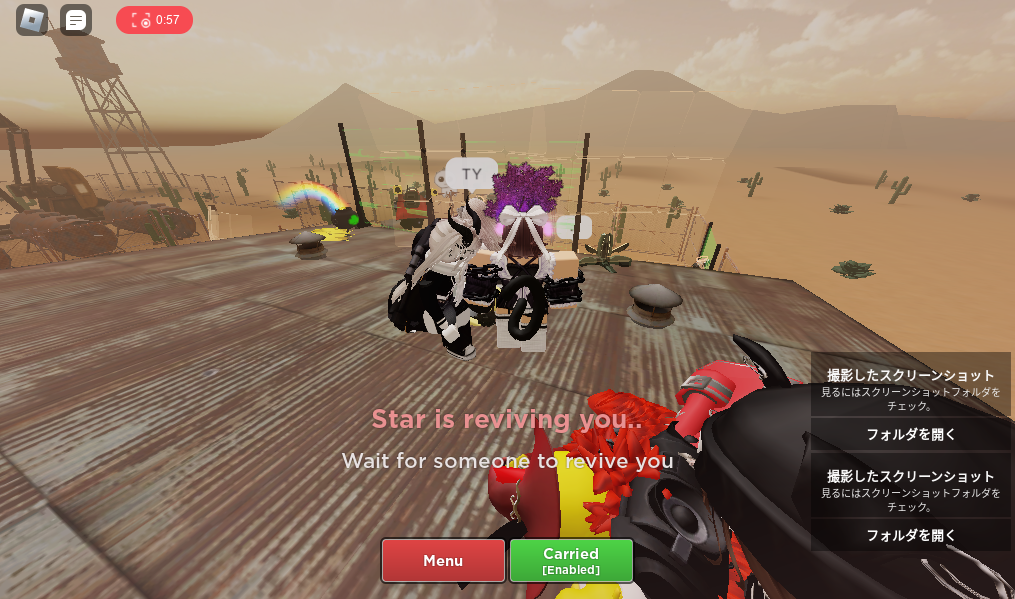 0:57
TY
Star is reviving you..
Wait for someone to revive you
Menu
Carried
[Enabled]
撮影したスクリーンショット
見るにはスクリーンショットフォルダを
チェック。
フォルダを開く
撮影したスクリーンショット
見るにはスクリーンショットフォルダを
チェック。
フォルダを開く